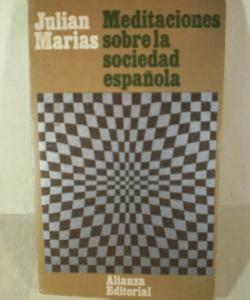 Julian
Marias
Meditaciones
sobre la
sociedad
española
Alianza
Editorial